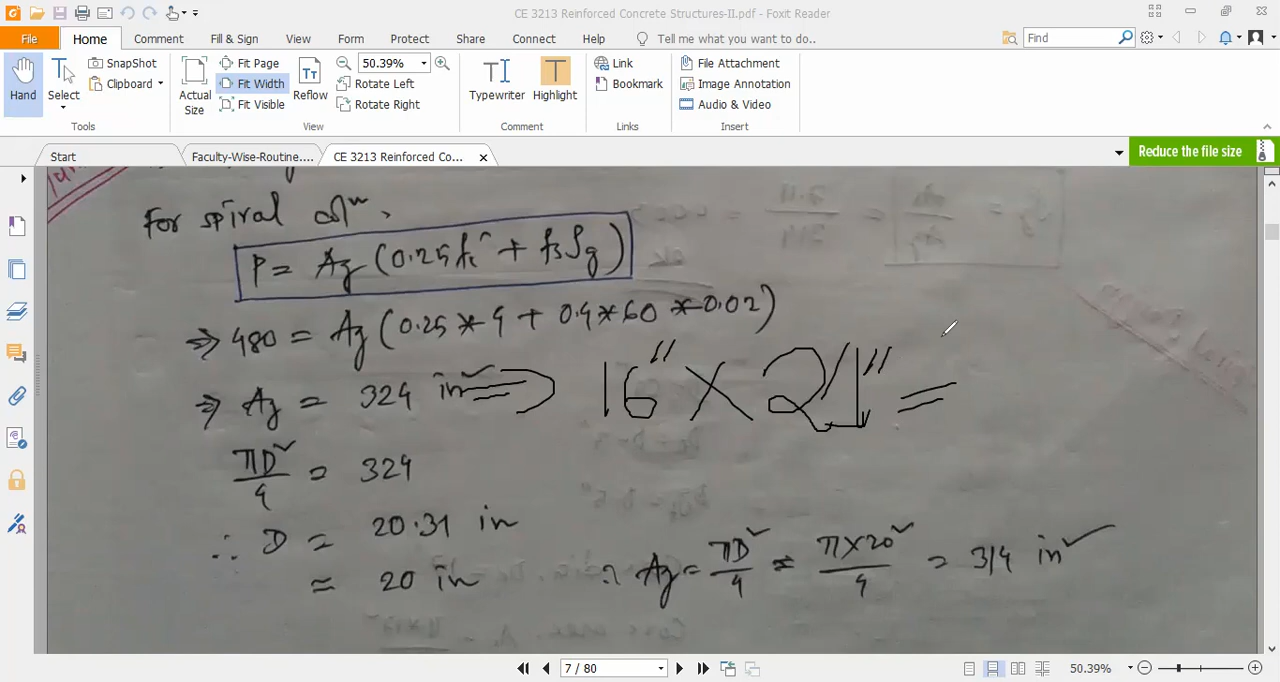 CE 3213 Reinforced Concrete Structures-II.pdf - Foxit Reader
File Home Comment Fill & Sign View Form Protect Share Connect Help Tell me what you want to do.. Find
Hand Select SnapShot Clipboard Actual Size Fit Page Fit Width Fit Visible Reflow 50.39% Rotate Left Rotate Right Typewriter Highlight Link Bookmark File Attachment Image Annotation Audio & Video
Tools View Comment Links Insert
Start Faculty-Wise-Routine.... CE 3213 Reinforced Co... Reduce the file size
For spiral colm,
P = Ag (0.25fc' + fsρg)
⇒ 480 = Ag (0.25*4 + 0.4*60*0.02)
⇒ Ag = 324 in² ⇒ 16" X 21" =
πD²/4 = 324
∴ D = 20.31 in
≈ 20 in ∴ Ag = πD²/4 = π×20²/4 = 314 in²
7 / 80 50.39%